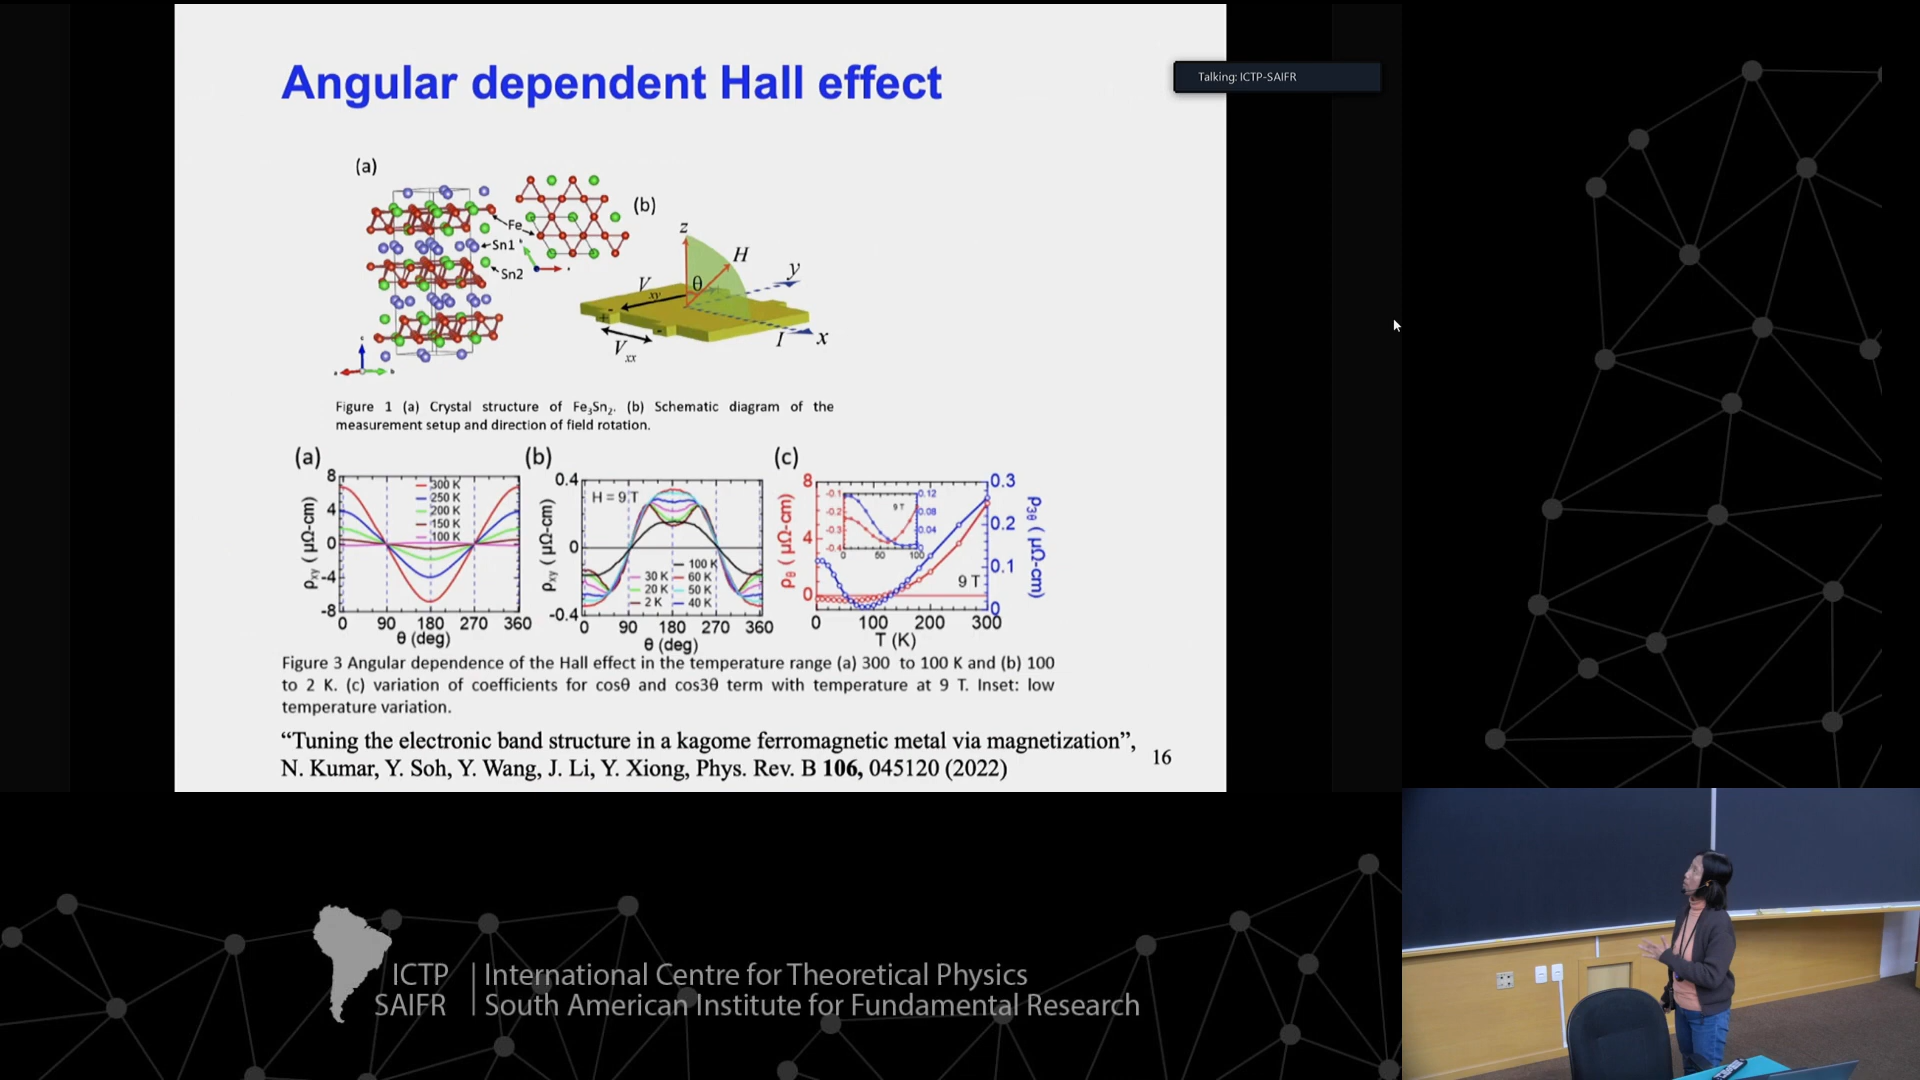 Angular dependent Hall effect
Talking: ICTP-SAIFR
(a)
Fe
Sn1
Sn2
(b)
z
H
θ
y
Vxy
I
x
Vxx
Figure 1 (a) Crystal structure of Fe3Sn2. (b) Schematic diagram of the
measurement setup and direction of field rotation.
(a)
8
4
0
-4
-8
ρxy ( μΩ-cm)
300 K
250 K
200 K
150 K
100 K
0 90 180 270 360
θ (deg)
(b)
0.4
0
-0.4
ρxy ( μΩ-cm)
H = 9 T
100 K
30 K 60 K
20 K 50 K
2 K 40 K
0 90 180 270 360
θ (deg)
(c)
8
4
0
ρθ ( μΩ-cm)
-0.1
-0.2
-0.3
-0.4
0.12
0.08
0.04
9 T
0 50 100
9 T
0.3
0.2
0.1
0
ρ3θ ( μΩ-cm)
0 100 200 300
T (K)
Figure 3 Angular dependence of the Hall effect in the temperature range (a) 300 to 100 K and (b) 100
to 2 K. (c) variation of coefficients for cosθ and cos3θ term with temperature at 9 T. Inset: low
temperature variation.
“Tuning the electronic band structure in a kagome ferromagnetic metal via magnetization”,
N. Kumar, Y. Soh, Y. Wang, J. Li, Y. Xiong, Phys. Rev. B 106, 045120 (2022)
16
ICTP | International Centre for Theoretical Physics
SAIFR | South American Institute for Fundamental Research